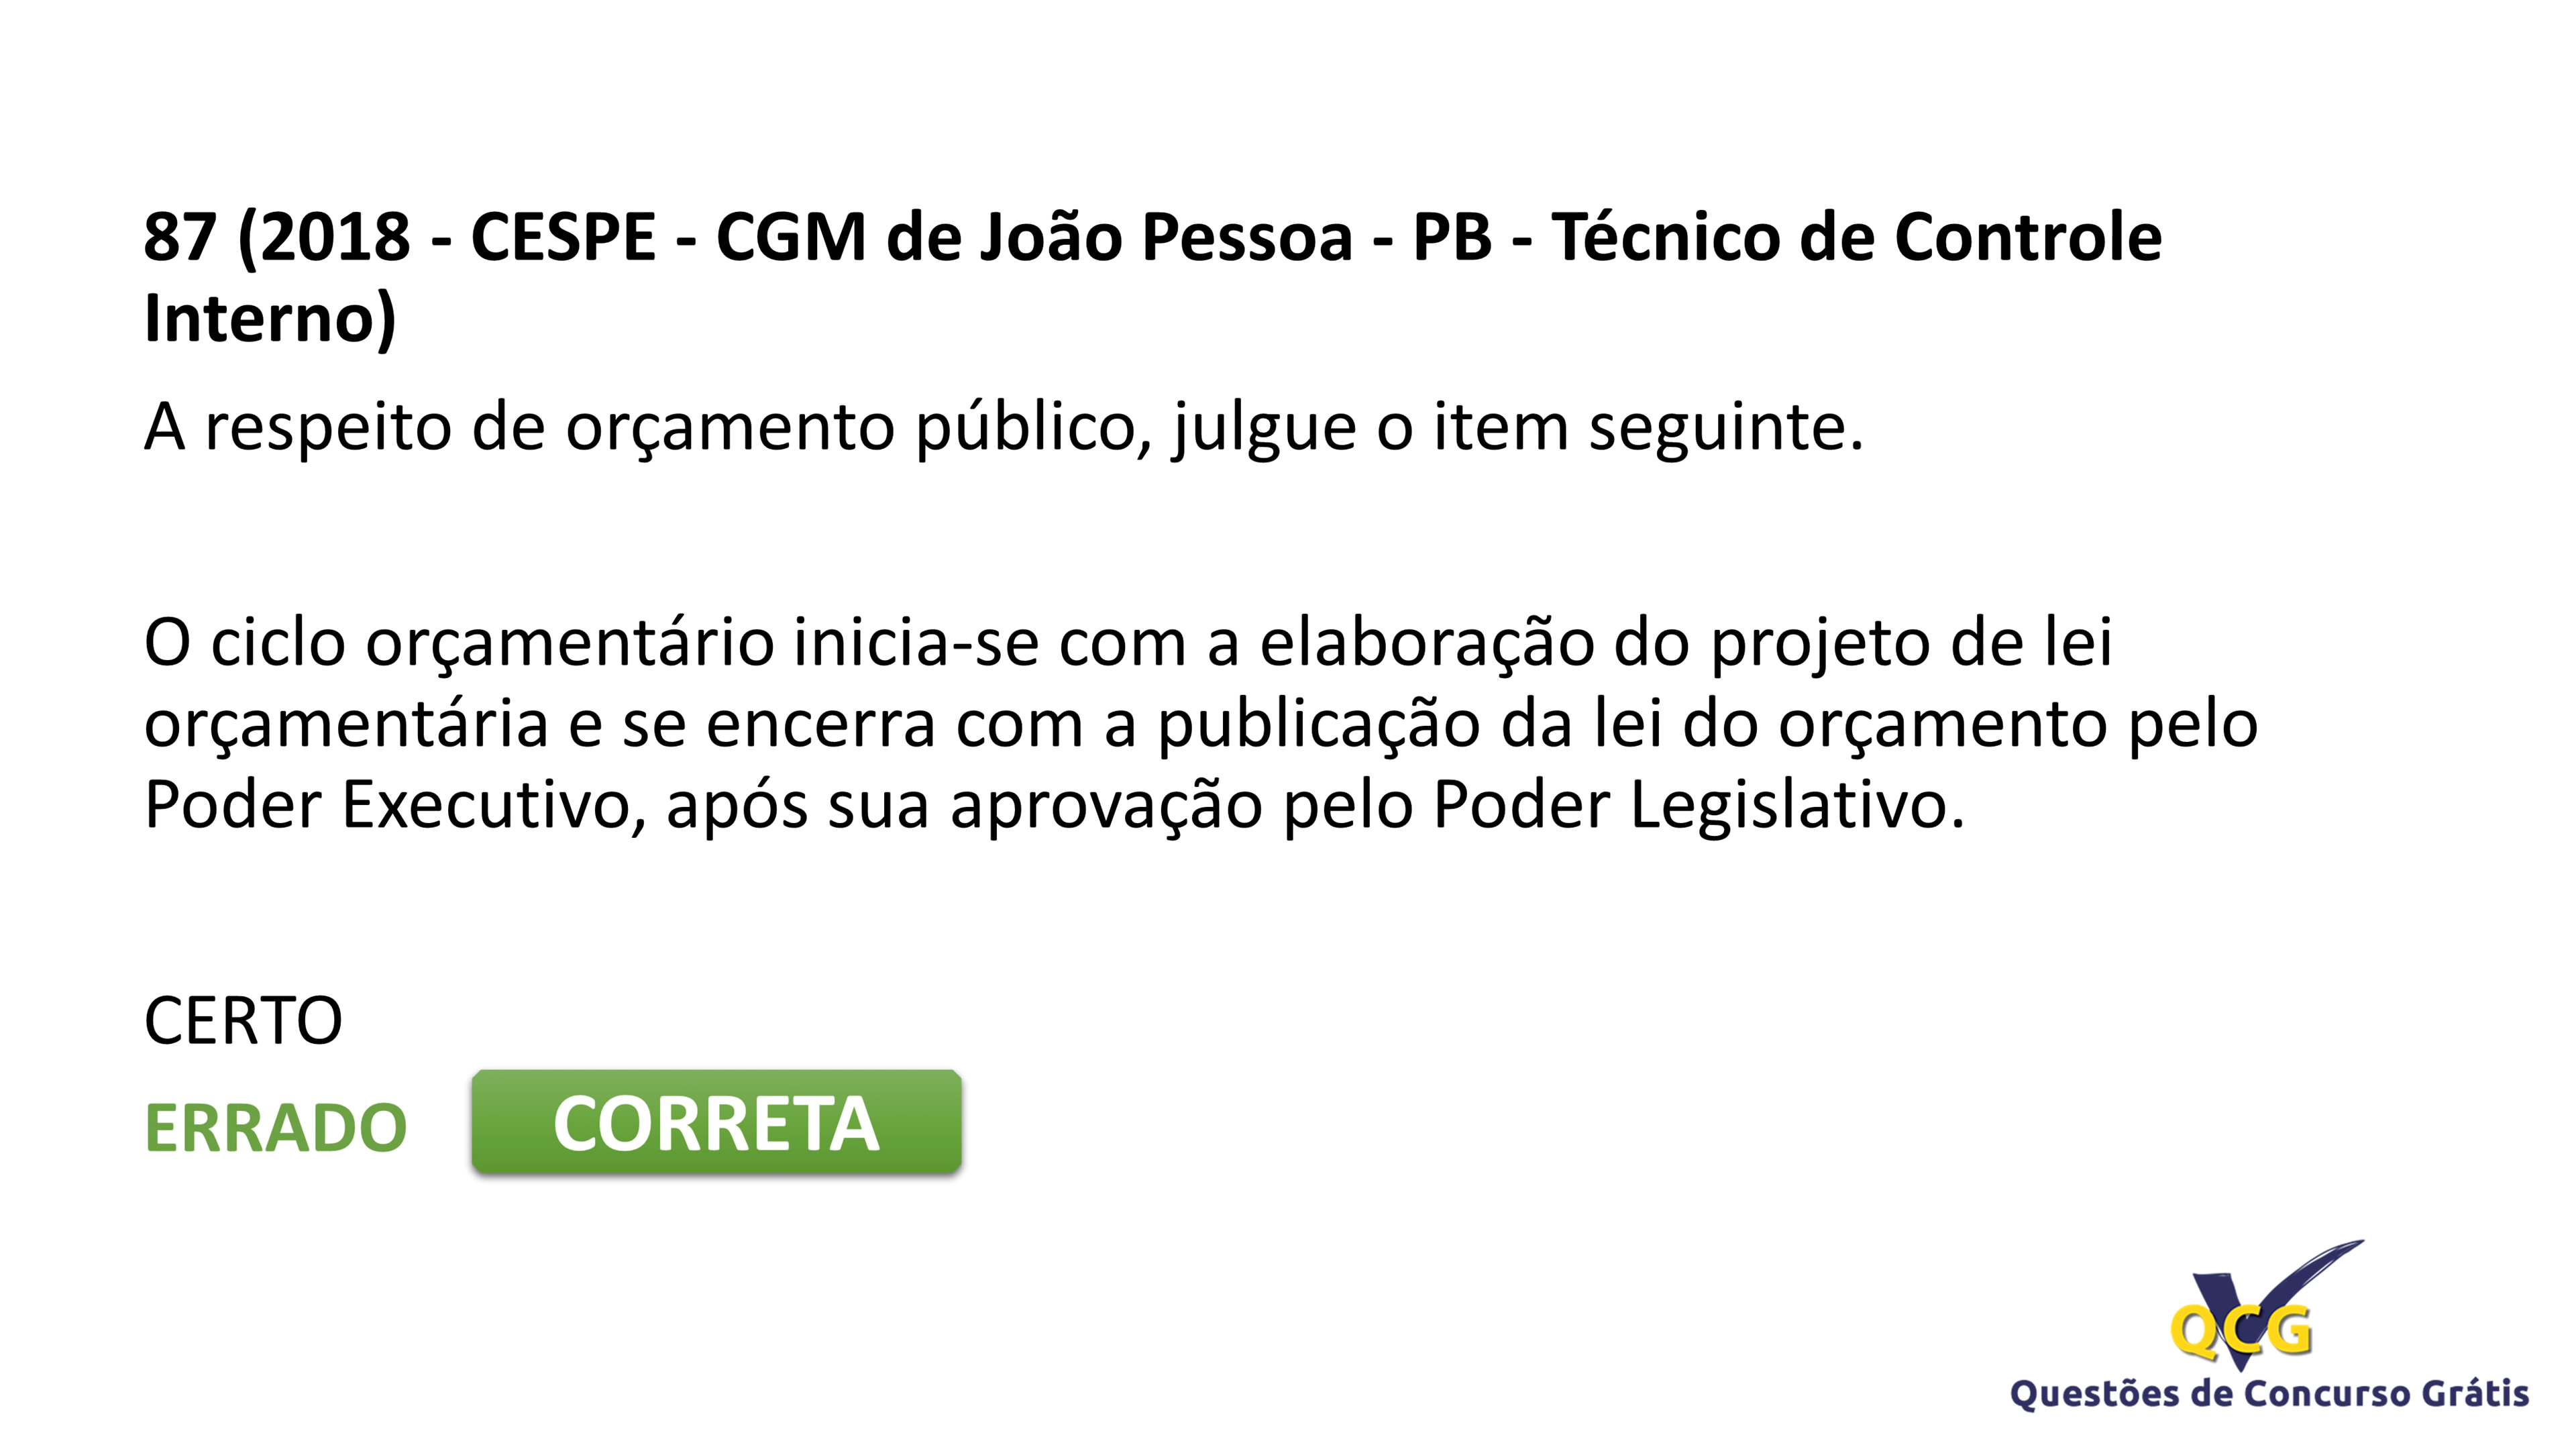 87 (2018 - CESPE - CGM de João Pessoa - PB - Técnico de Controle
Interno)
A respeito de orçamento público, julgue o item seguinte.
O ciclo orçamentário inicia-se com a elaboração do projeto de lei
orçamentária e se encerra com a publicação da lei do orçamento pelo
Poder Executivo, após sua aprovação pelo Poder Legislativo.
CERTO
ERRADO CORRETA
QCG
Questões de Concurso Grátis